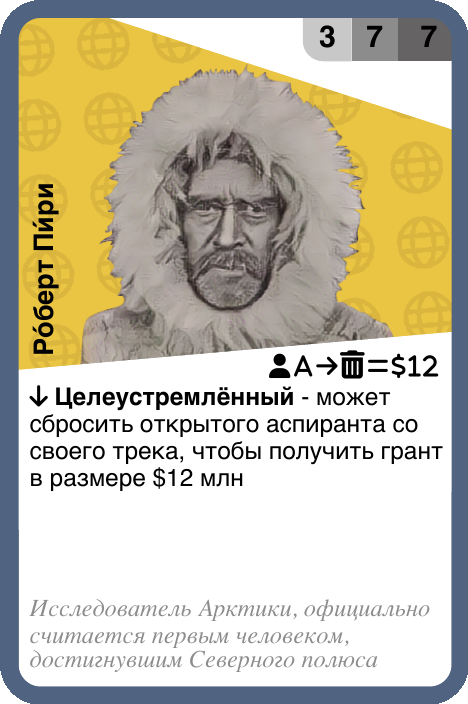 3 7 7
Ро́берт Пи́ри
A→=$12
↓ Целеустремлённый - может
сбросить открытого аспиранта со
своего трека, чтобы получить грант
в размере $12 млн
Исследователь Арктики, официально
считается первым человеком,
достигнувшим Северного полюса